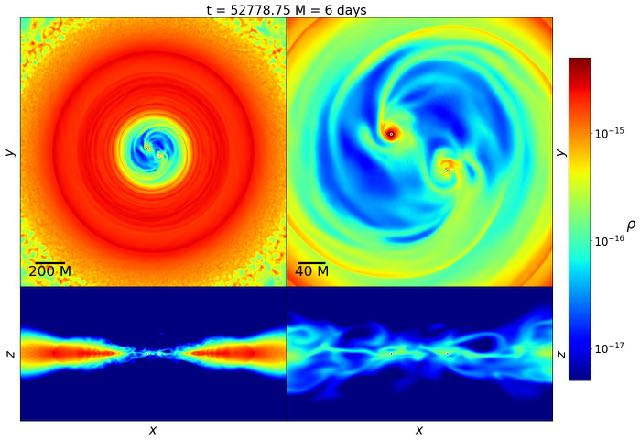 t = 52778.75 M = 6 days
y
200 M
40 M
y
10^-15
ρ
10^-16
z
z
10^-17
x
x